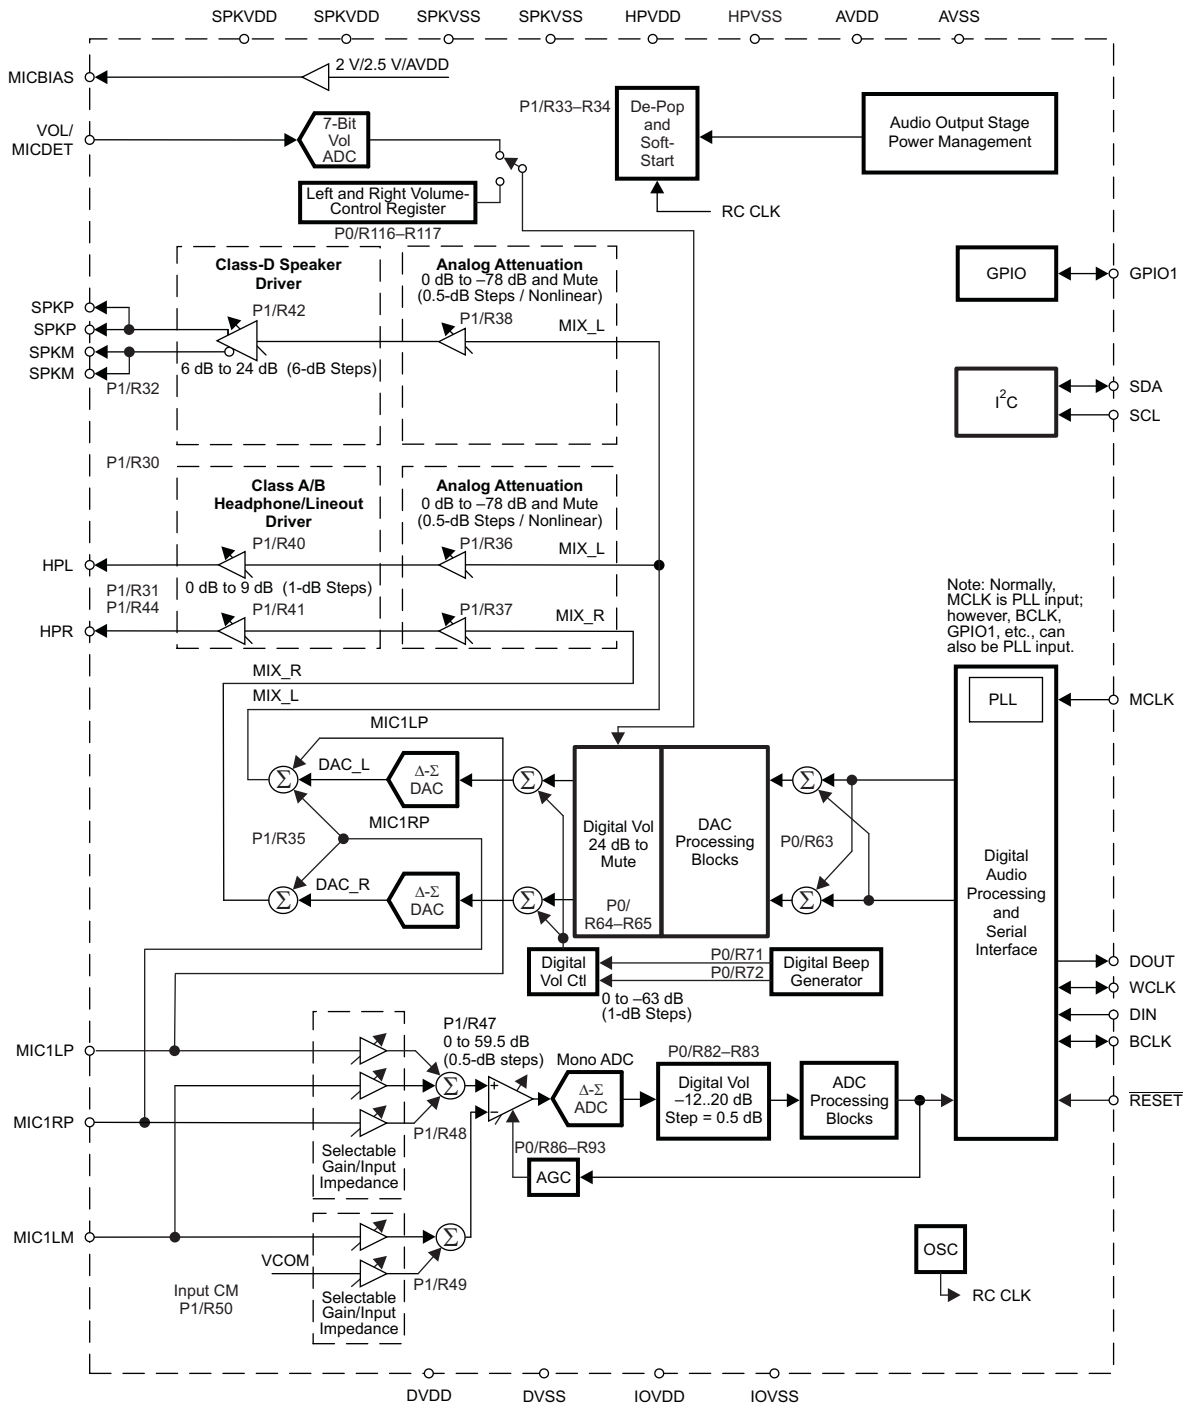 SPKVDD
SPKVDD
SPKVSS
SPKVSS
HPVDD
HPVSS
AVDD
AVSS
MICBIAS
2 V/2.5 V/AVDD
VOL/
MICDET
7-Bit
Vol
ADC
P1/R33–R34
De-Pop
and
Soft-
Start
Audio Output Stage
Power Management
Left and Right Volume-
Control Register
RC CLK
P0/R116–R117
Class-D Speaker
Driver
Analog Attenuation
0 dB to –78 dB and Mute
(0.5-dB Steps / Nonlinear)
GPIO
GPIO1
SPKP
SPKP
SPKM
SPKM
P1/R42
P1/R38
MIX_L
6 dB to 24 dB (6-dB Steps)
P1/R32
I2C
SDA
SCL
P1/R30
Class A/B
Headphone/Lineout
Driver
Analog Attenuation
0 dB to –78 dB and Mute
(0.5-dB Steps / Nonlinear)
P1/R40
P1/R36
MIX_L
HPL
0 dB to 9 dB (1-dB Steps)
P1/R31
P1/R44
P1/R41
P1/R37
MIX_R
HPR
Note: Normally,
MCLK is PLL input;
however, BCLK,
GPIO1, etc., can
also be PLL input.
MIX_R
MIX_L
PLL
MCLK
MIC1LP
Σ
DAC_L
Δ-Σ
DAC
Σ
Σ
MIC1RP
P1/R35
Digital Vol
24 dB to
Mute
DAC
Processing
Blocks
P0/R63
Digital
Audio
Processing
and
Serial
Interface
Σ
DAC_R
Δ-Σ
DAC
Σ
P0/
R64–R65
Σ
Digital
Vol Ctl
P0/R71
P0/R72
Digital Beep
Generator
0 to –63 dB
(1-dB Steps)
DOUT
WCLK
DIN
BCLK
RESET
MIC1LP
P1/R47
0 to 59.5 dB
(0.5-dB steps)
Mono ADC
P0/R82–R83
Σ
+
–
Δ-Σ
ADC
Digital Vol
–12..20 dB
Step = 0.5 dB
ADC
Processing
Blocks
MIC1RP
P1/R48
P0/R86–R93
AGC
Selectable
Gain/Input
Impedance
MIC1LM
Σ
VCOM
P1/R49
Input CM
P1/R50
Selectable
Gain/Input
Impedance
OSC
RC CLK
DVDD
DVSS
IOVDD
IOVSS